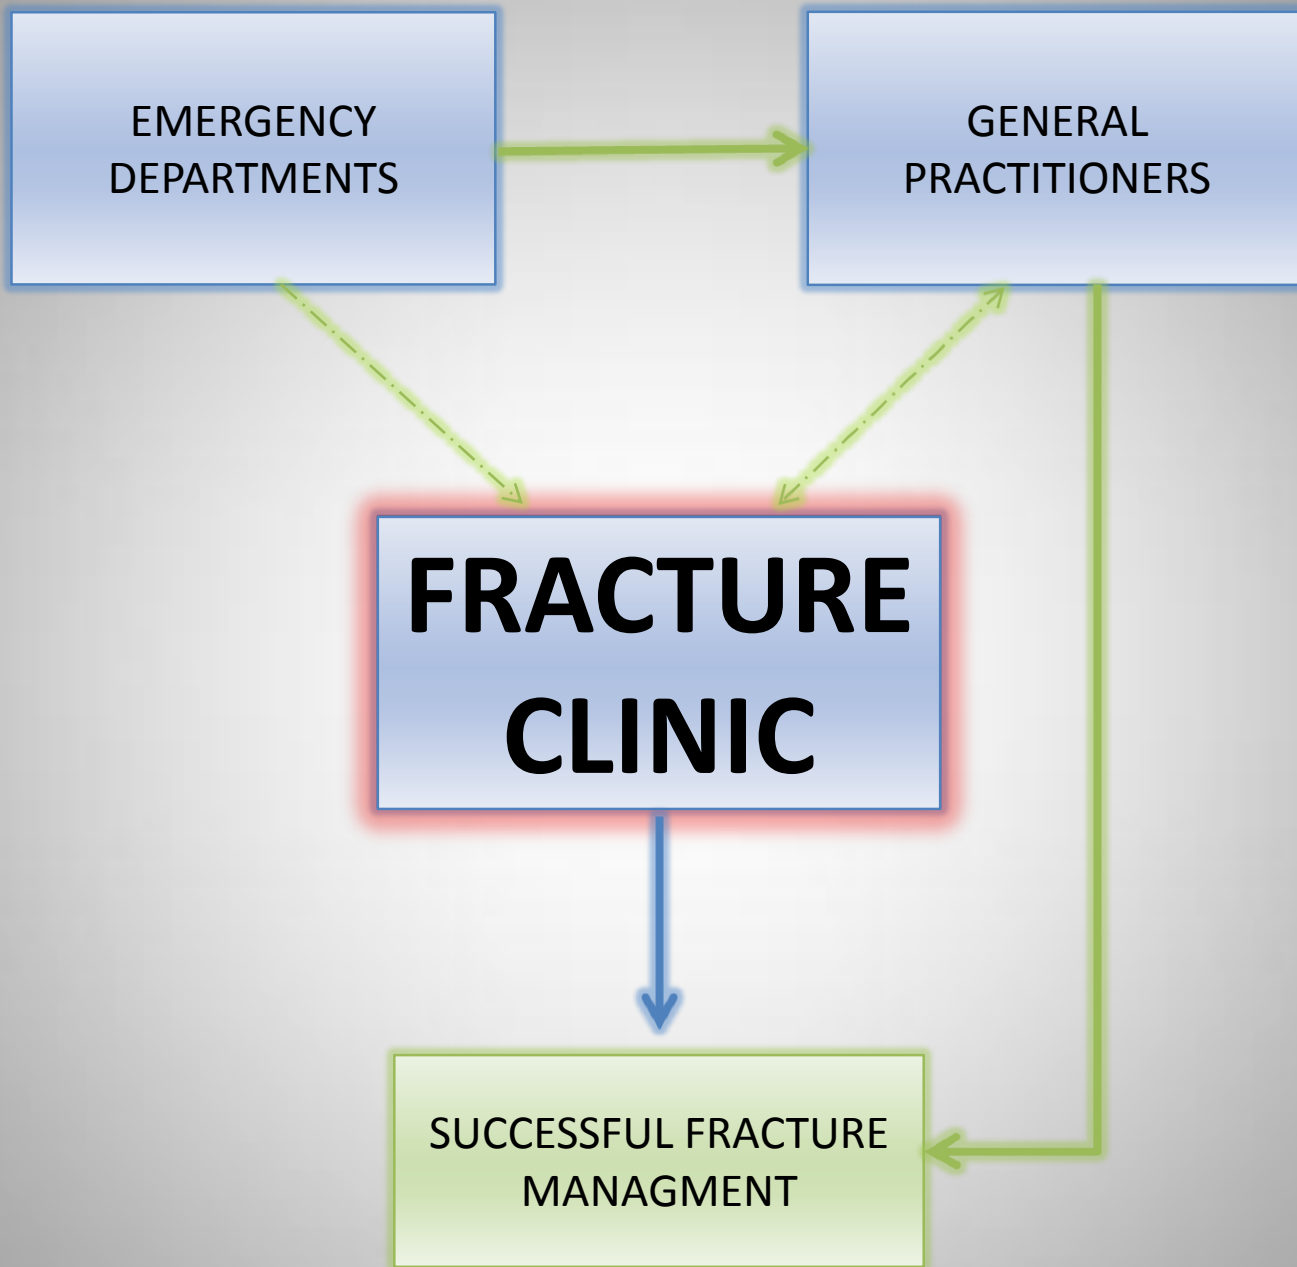 EMERGENCY
DEPARTMENTS
GENERAL
PRACTITIONERS
FRACTURE
CLINIC
SUCCESSFUL FRACTURE
MANAGMENT